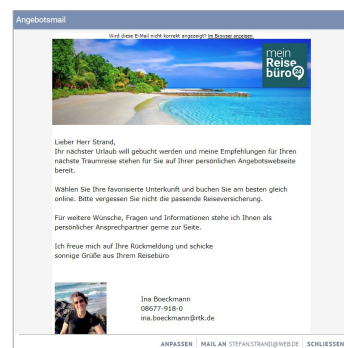 Angebotsmail
Wird diese E-Mail nicht korrekt angezeigt? Im Browser anzeigen.
mein
Reise
büro24
Lieber Herr Strand,
Ihr nächster Urlaub will gebucht werden und meine Empfehlungen für Ihren
nächste Traumreise stehen für Sie auf Ihrer persönlichen Angebotswebseite
bereit.
Wählen Sie Ihre favorisierte Unterkunft und buchen Sie am besten gleich
online. Bitte vergessen Sie nicht die passende Reiseversicherung.
Für weitere Wünsche, Fragen und Informationen stehe ich Ihnen als
persönlicher Ansprechpartner gerne zur Seite.
Ich freue mich auf Ihre Rückmeldung und schicke
sonnige Grüße aus Ihrem Reisebüro
Ina Boeckmann
08677-918-0
ina.boeckmann@rtk.de
ANPASSEN MAIL AN STEFAN.STRAND@WEB.DE SCHLIESSEN